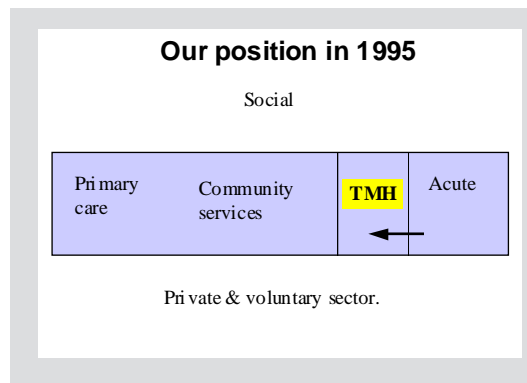 Our position in 1995
Social
Primary
care
Community
services
TMH
Acute
Private & voluntary sector.